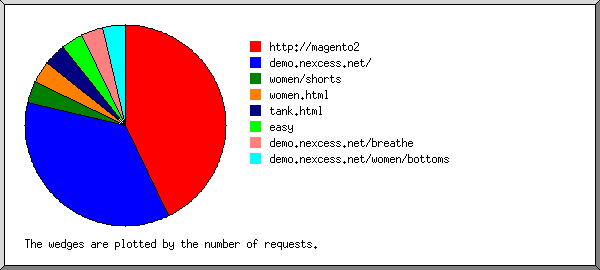 http://magento2
demo.nexcess.net/
women/shorts
women.html
tank.html
easy
demo.nexcess.net/breathe
demo.nexcess.net/women/bottoms
The wedges are plotted by the number of requests.